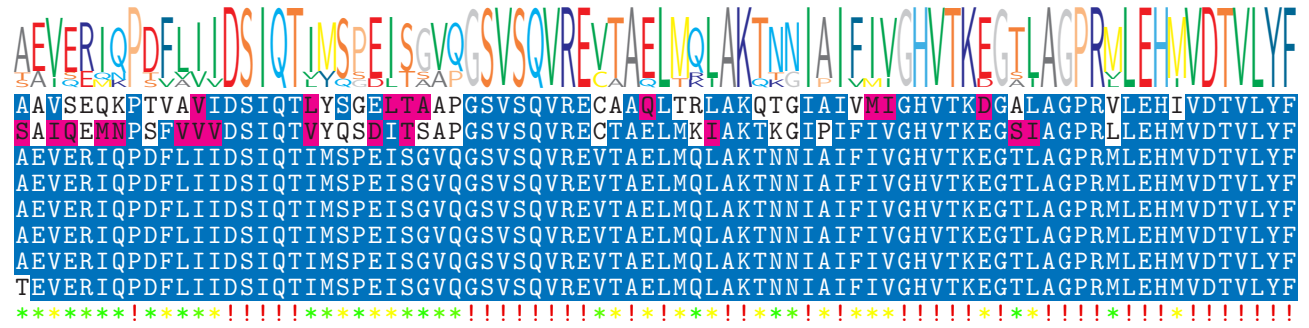 AEVERIQPDFLIIDSIQTIMSPEISGVQGSVSQVREVTAELMQLAKTNNIAIFIVGHVTKEGTLAGPRMLEHMVDTVLYF
AAVSEQKPTVAVIDSIQTLYSGELTAAPGSVSQVRECAAQLTRLAKQTGIAIVMIGHVTKDGALAGPRVLEHIVDTVLYF
SAIQEMNPSFVVVDSIQTVYQSDITSAPGSVSQVRECTAELMKIAKTKGIPIFIVGHVTKEGSIAGPRLLEHMVDTVLYF
AEVERIQPDFLIIDSIQTIMSPEISGVQGSVSQVREVTAELMQLAKTNNIAIFIVGHVTKEGTLAGPRMLEHMVDTVLYF
AEVERIQPDFLIIDSIQTIMSPEISGVQGSVSQVREVTAELMQLAKTNNIAIFIVGHVTKEGTLAGPRMLEHMVDTVLYF
AEVERIQPDFLIIDSIQTIMSPEISGVQGSVSQVREVTAELMQLAKTNNIAIFIVGHVTKEGTLAGPRMLEHMVDTVLYF
AEVERIQPDFLIIDSIQTIMSPEISGVQGSVSQVREVTAELMQLAKTNNIAIFIVGHVTKEGTLAGPRMLEHMVDTVLYF
AEVERIQPDFLIIDSIQTIMSPEISGVQGSVSQVREVTAELMQLAKTNNIAIFIVGHVTKEGTLAGPRMLEHMVDTVLYF
TEVERIQPDFLIIDSIQTIMSPEISGVQGSVSQVREVTAELMQLAKTNNIAIFIVGHVTKEGTLAGPRMLEHMVDTVLYF
*******!*****!!!!!**********!!!!!!!!**!*!***!!***!*!***!!!!!*!**!!!!*!!!*!!!!!!!